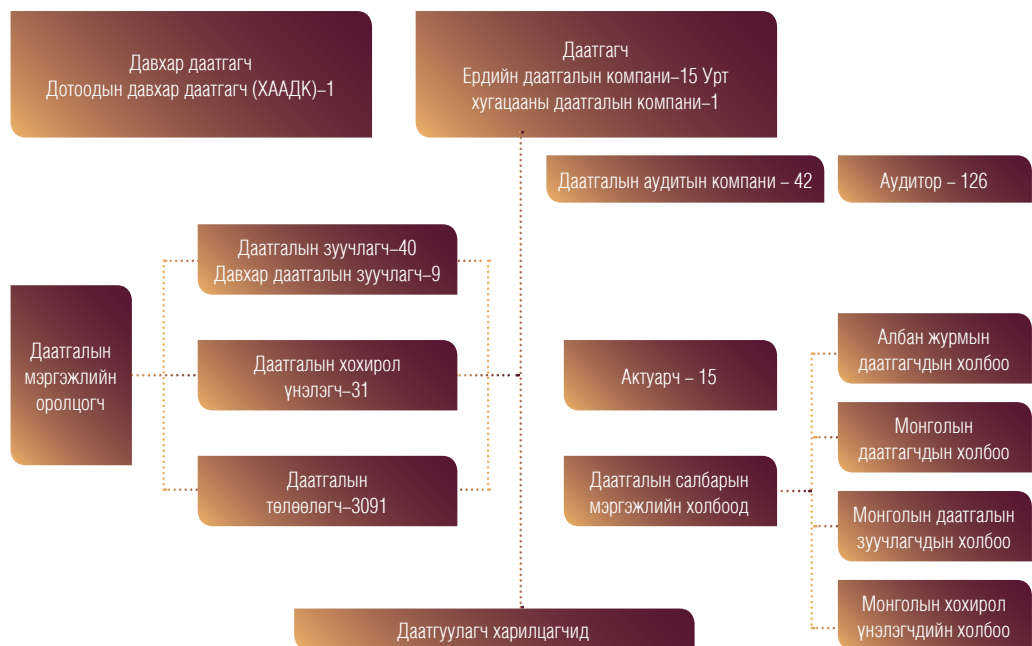 Давхар даатгагч
Дотоодын давхар даатгагч (ХААДК)–1
Даатгагч
Ердийн даатгалын компани–15 Урт
хугацааны даатгалын компани–1
Даатгалын аудитын компани – 42
Аудитор – 126
Даатгалын зуучлагч–40
Давхар даатгалын зуучлагч–9
Даатгалын
мэргэжлийн
оролцогч
Даатгалын хохирол
үнэлэгч–31
Даатгалын
төлөөлөгч–3091
Актуарч – 15
Даатгалын салбарын
мэргэжлийн холбоод
Албан журмын
даатгагчдын холбоо
Монголын
даатгагчдын холбоо
Монголын даатгалын
зуучлагчдын холбоо
Монголын хохирол
үнэлэгчдийн холбоо
Даатгуулагч харилцагчид